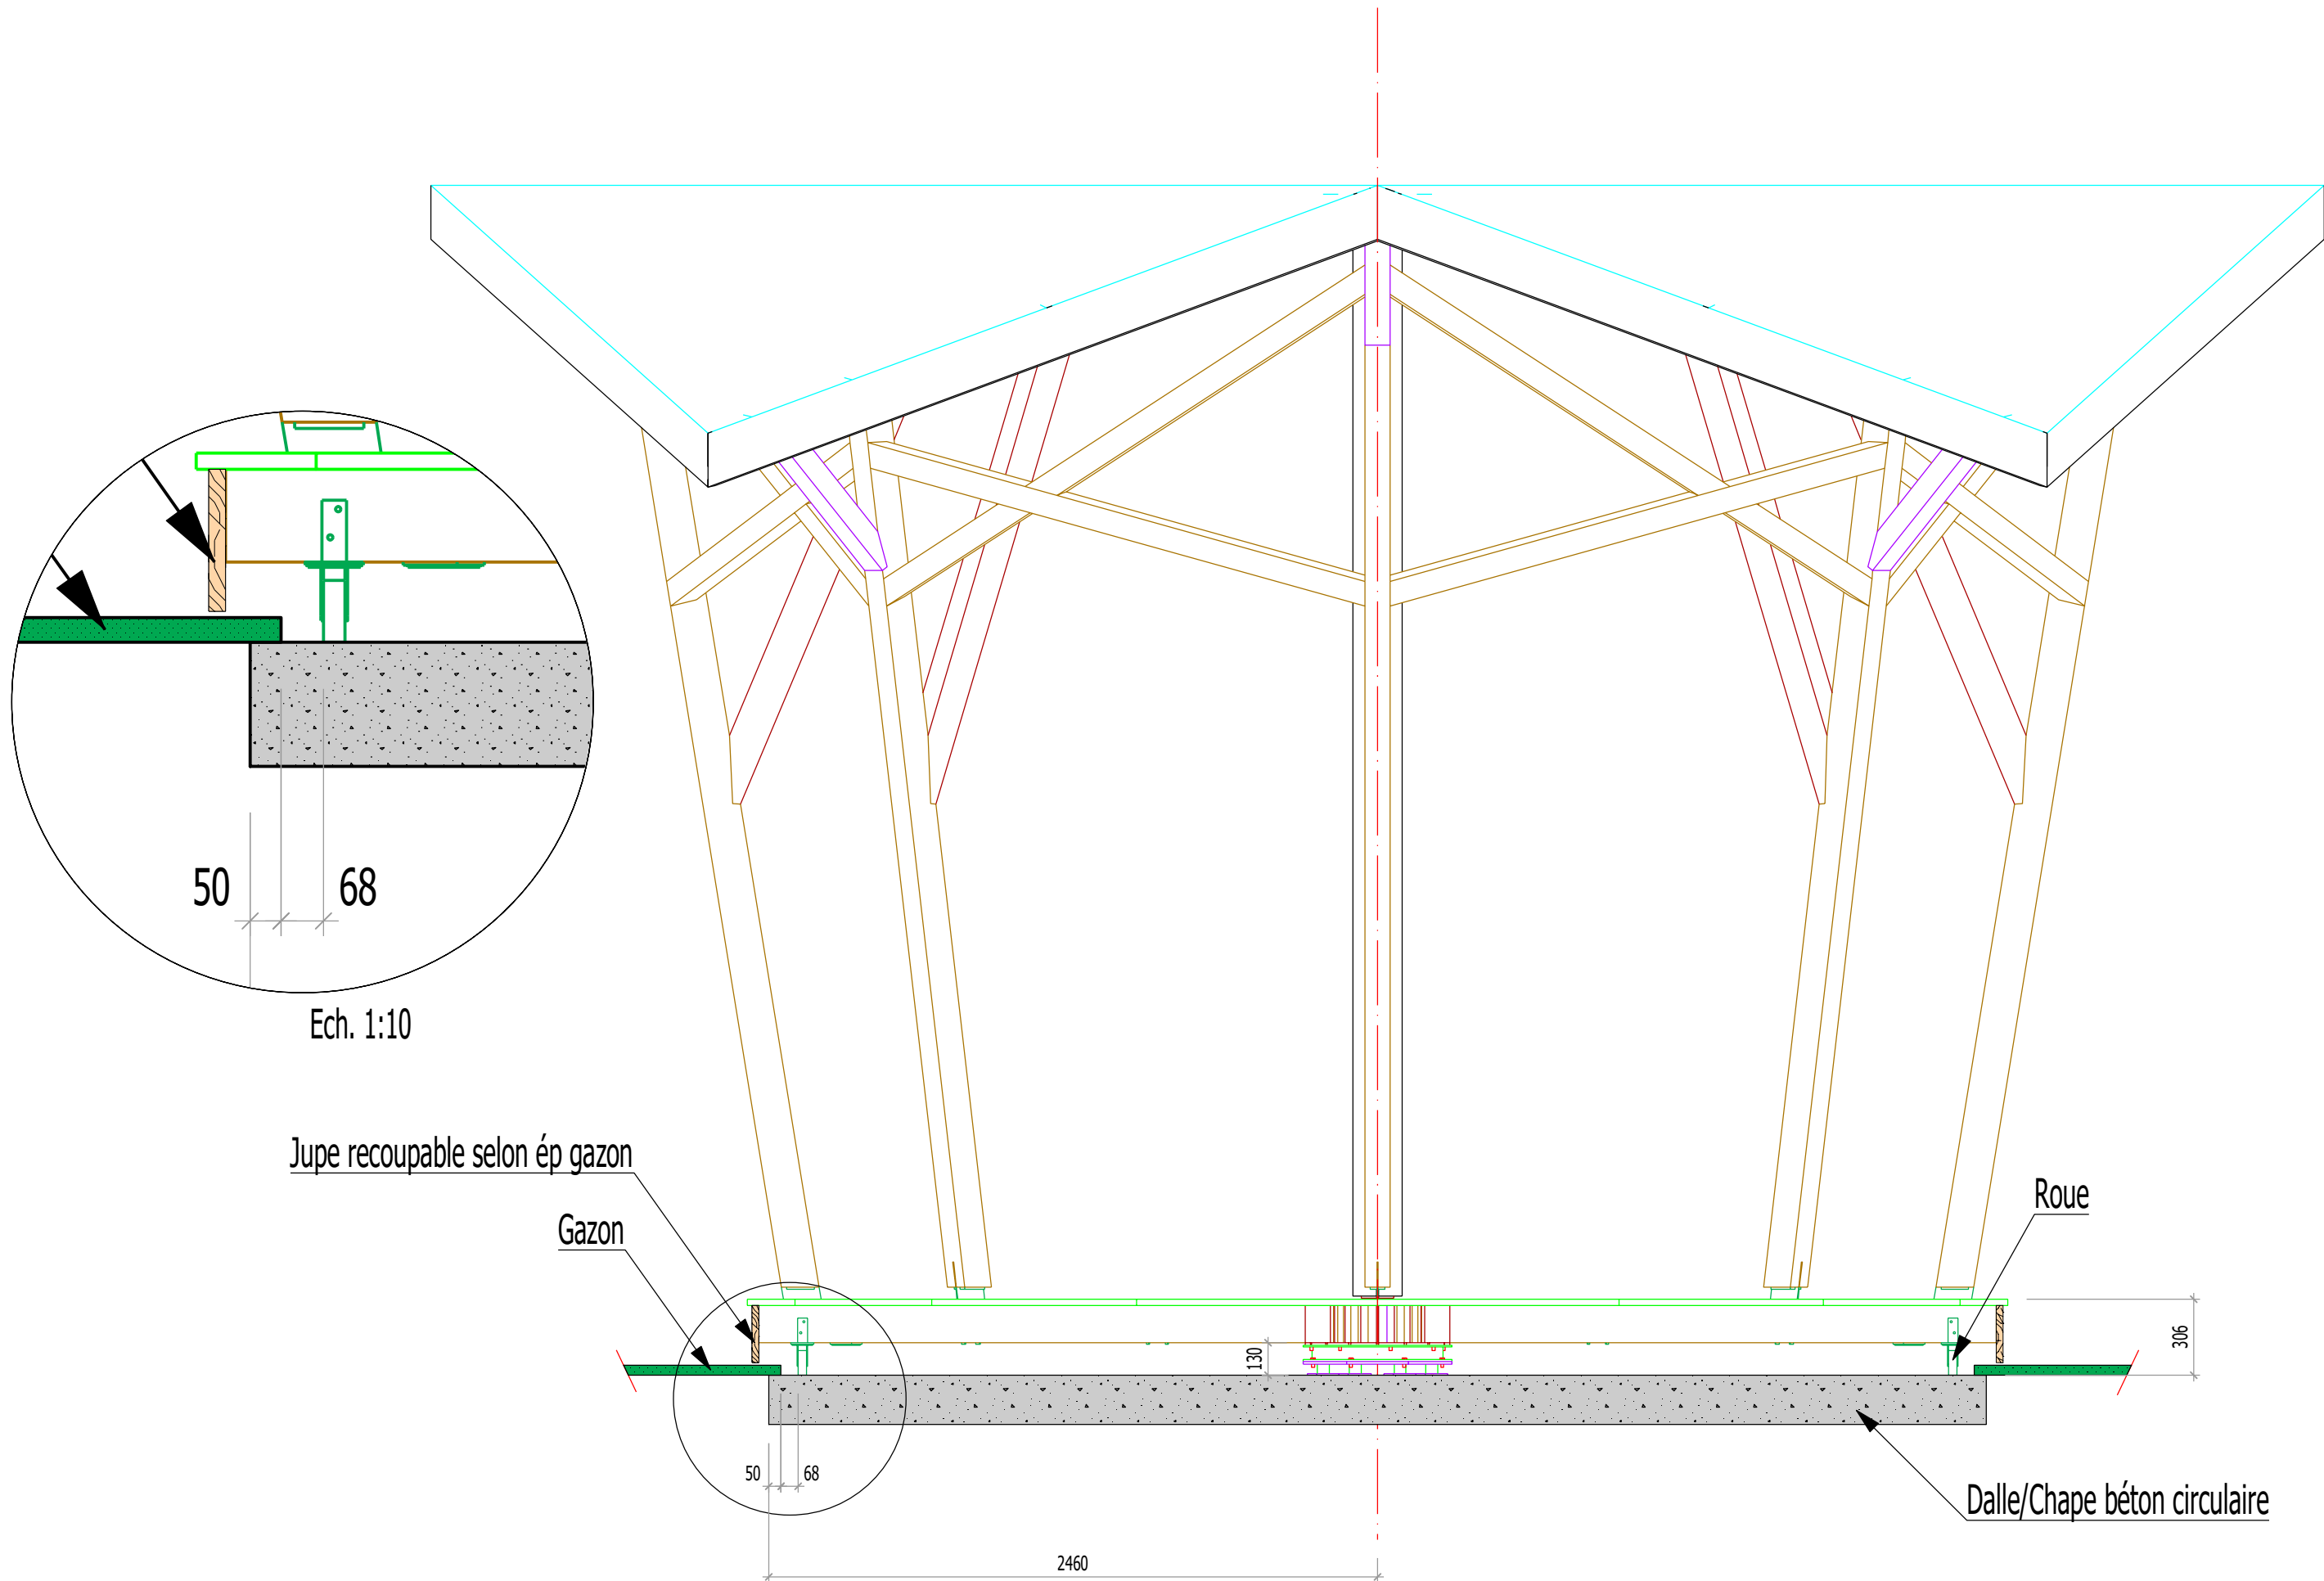 50
68
Ech. 1:10
Jupe recoupable selon ép gazon
Gazon
Roue
130
306
50
68
Dalle/Chape béton circulaire
2460